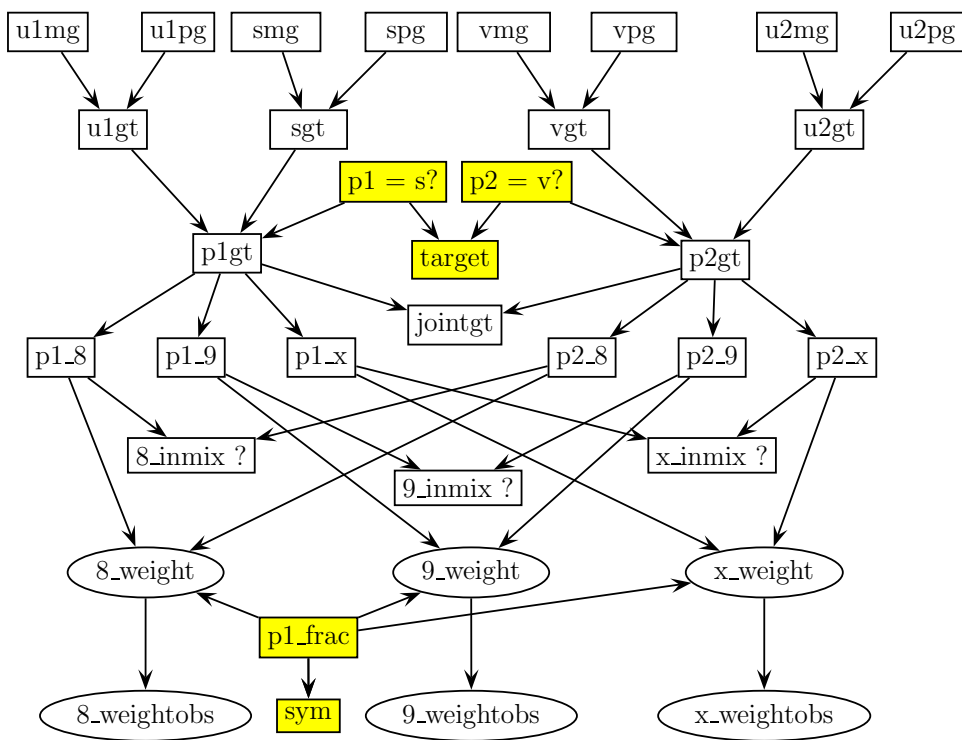 u1mg u1pg smg spg vmg vpg u2mg u2pg
u1gt sgt vgt u2gt
p1 = s? p2 = v?
p1gt target p2gt
jointgt
p1_8 p1_9 p1_x p2_8 p2_9 p2_x
8_inmix ? x_inmix ?
9_inmix ?
8_weight 9_weight x_weight
p1_frac
8_weightobs sym 9_weightobs x_weightobs